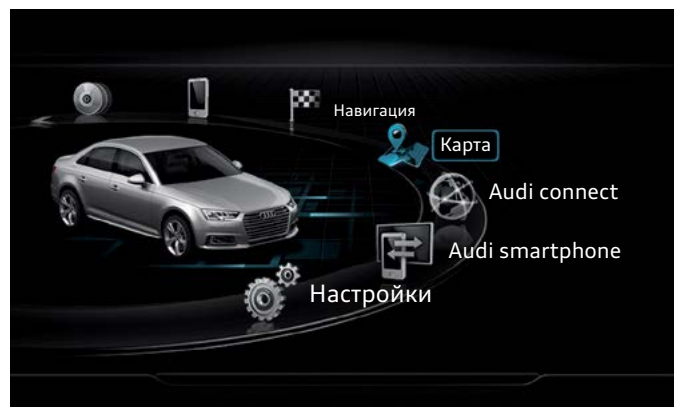 Навигация
Карта
Audi connect
Audi smartphone
Настройки